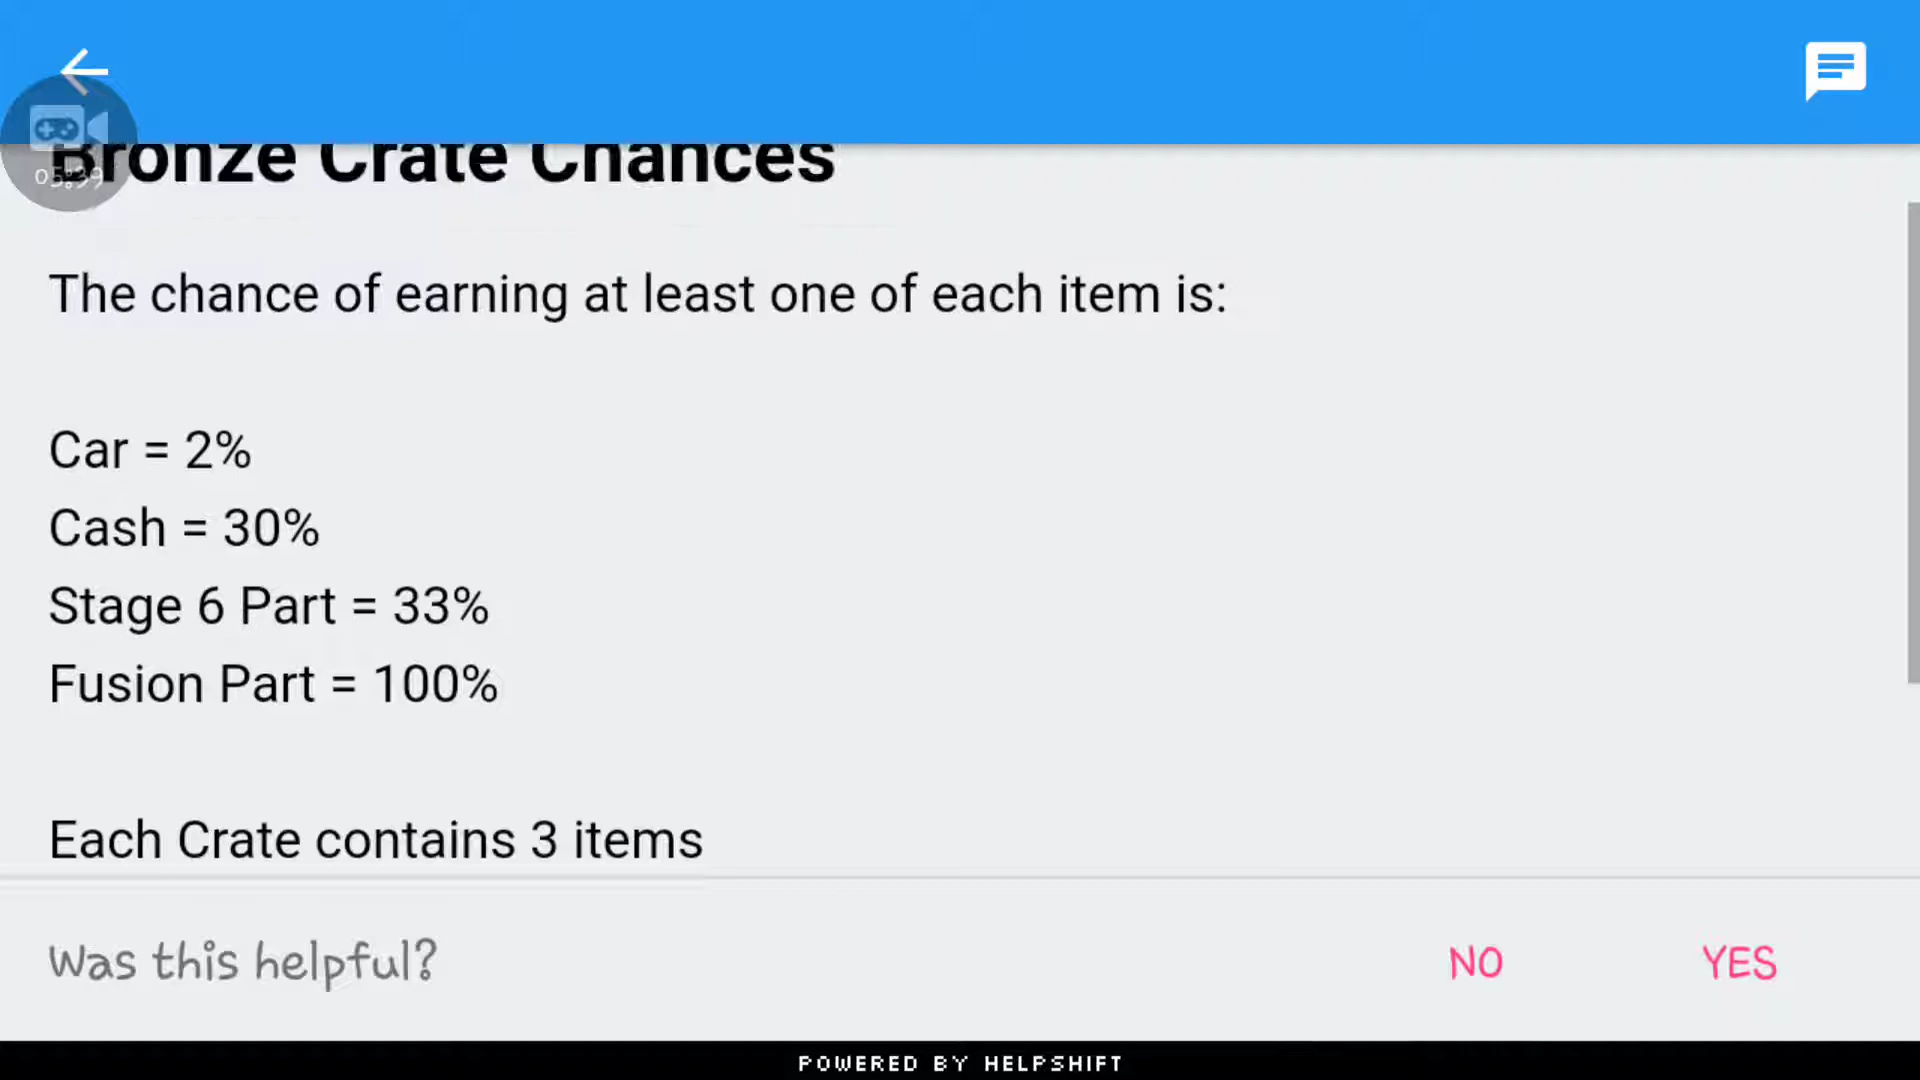 Bronze Crate Chances
05:39
The chance of earning at least one of each item is:
Car = 2%
Cash = 30%
Stage 6 Part = 33%
Fusion Part = 100%
Each Crate contains 3 items
Was this helpful?
NO
YES
POWERED BY HELPSHIFT